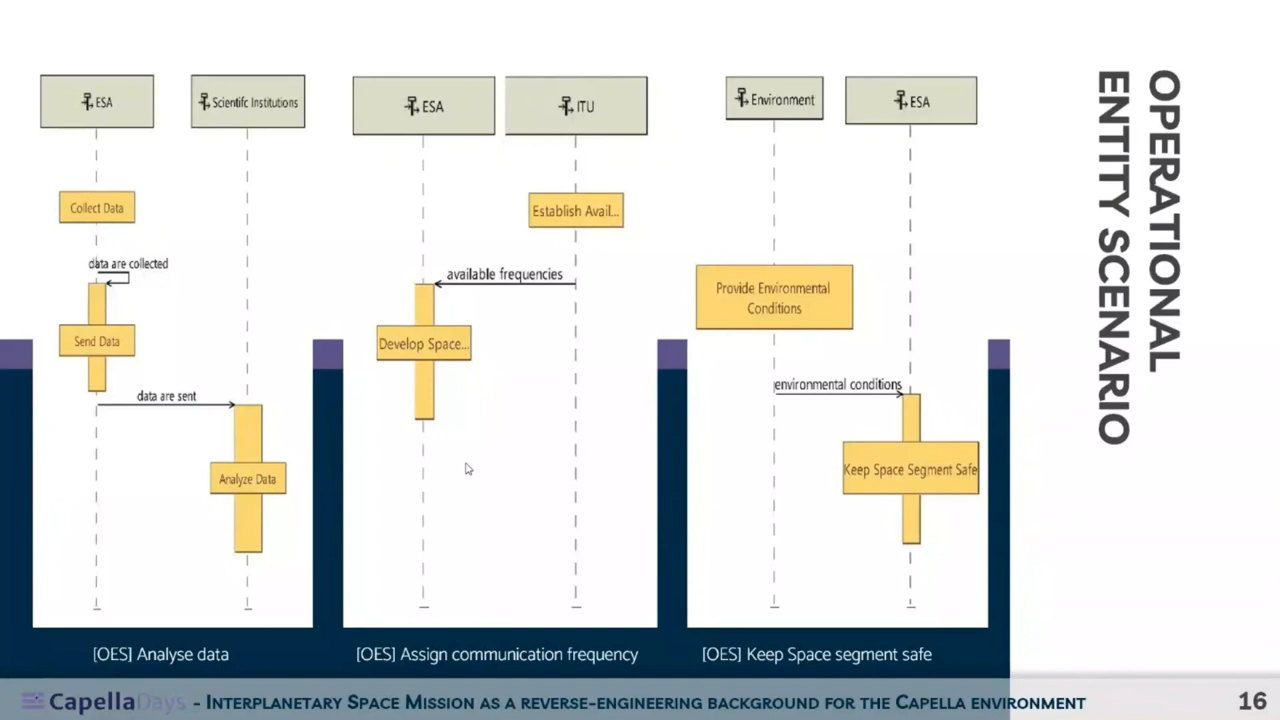 ESA
Scientifc Institutions
Collect Data
data are collected
Send Data
data are sent
Analyze Data
[OES] Analyse data
ESA
ITU
Establish Avail...
available frequencies
Develop Space...
[OES] Assign communication frequency
Environment
ESA
Provide Environmental
Conditions
environmental conditions
Keep Space Segment Safe
[OES] Keep Space segment safe
OPERATIONAL
ENTITY SCENARIO
CapellaDays - INTERPLANETARY SPACE MISSION AS A REVERSE-ENGINEERING BACKGROUND FOR THE CAPELLA ENVIRONMENT
16